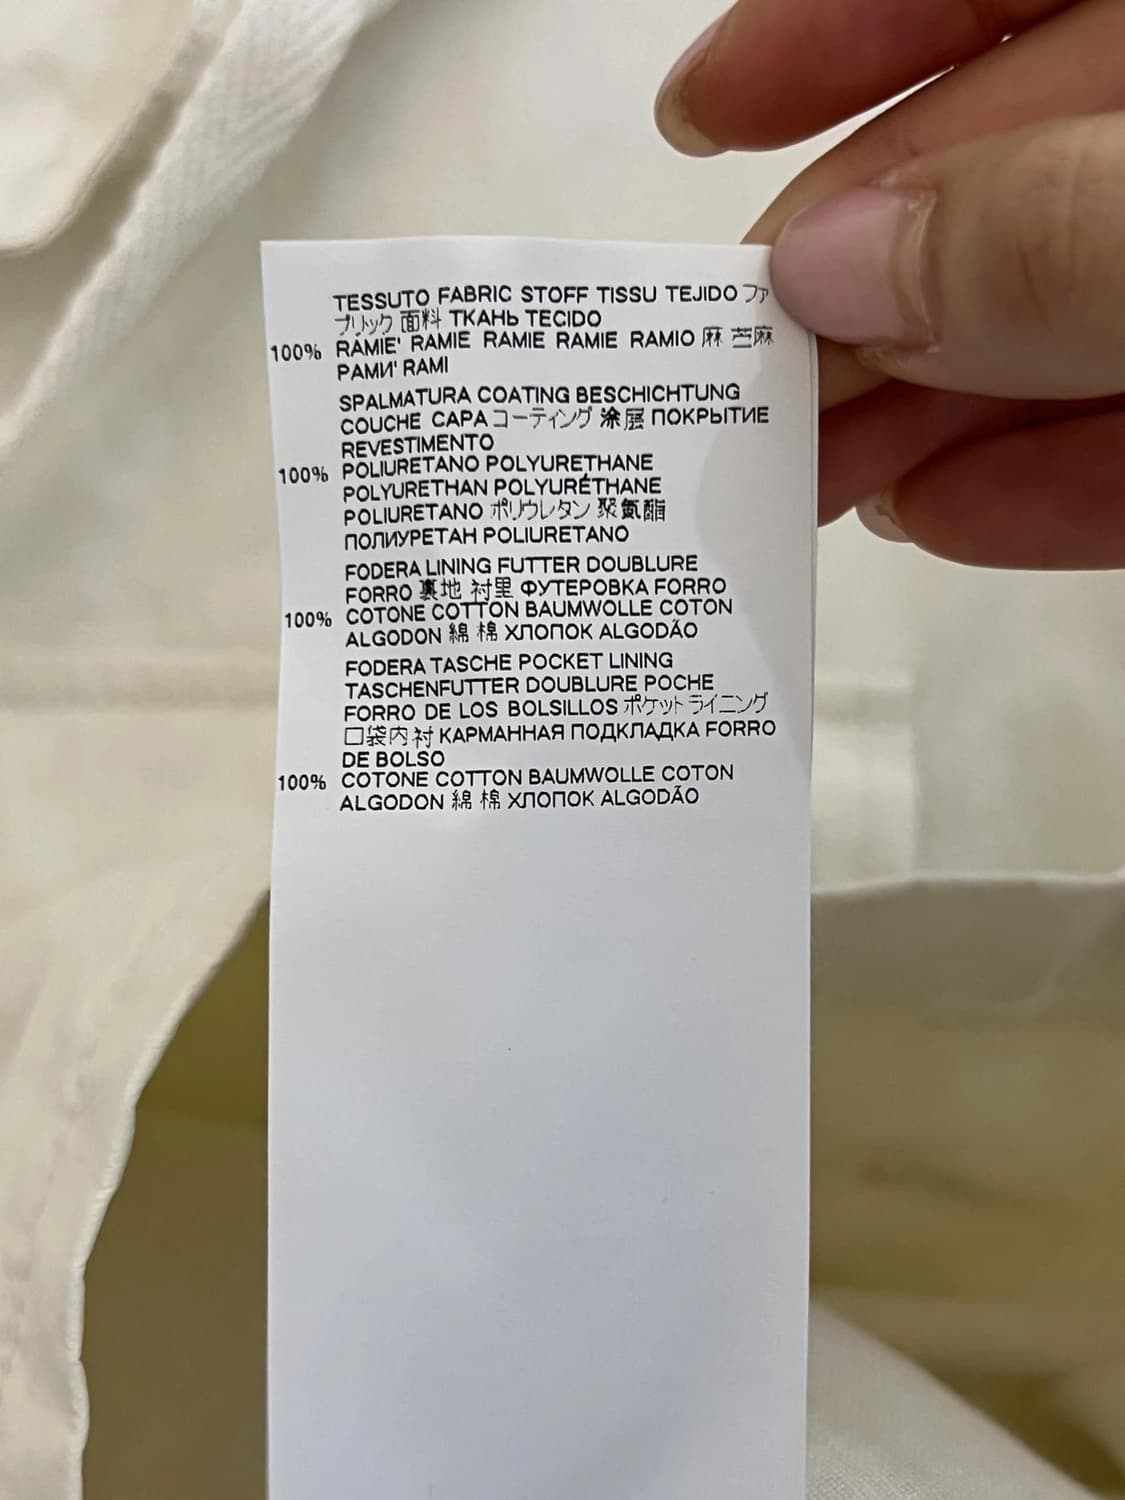 TESSUTO FABRIC STOFF TISSU TEJIDO ファ
ブリック 面料 ТКАНЬ TECIDO
100% RAMIE' RAMIE RAMIE RAMIE RAMIO 麻 苎麻
РАМИ' RAMI
SPALMATURA COATING BESCHICHTUNG
COUCHE CAPA コーティング 涂层 ПОКРЫТИЕ
REVESTIMENTO
100% POLIURETANO POLYURETHANE
POLYURETHAN POLYURÉTHANE
POLIURETANO ポリウレタン 聚氨酯
ПОЛИУРЕТАН POLIURETANO
FODERA LINING FUTTER DOUBLURE
FORRO 裏地 衬里 ФУТЕРОВКА FORRO
100% COTONE COTTON BAUMWOLLE COTON
ALGODON 綿 棉 ХЛОПОК ALGODÃO
FODERA TASCHE POCKET LINING
TASCHENFUTTER DOUBLURE POCHE
FORRO DE LOS BOLSILLOS ポケットライニング
口袋内衬 КАРМАННАЯ ПОДКЛАДКА FORRO
DE BOLSO
100% COTONE COTTON BAUMWOLLE COTON
ALGODON 綿 棉 ХЛОПОК ALGODÃO